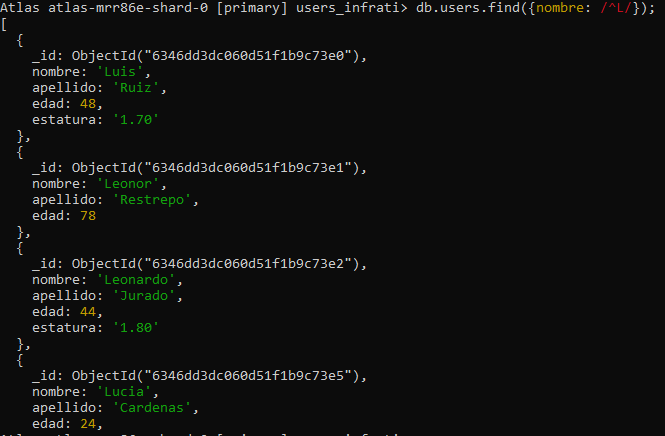 Atlas atlas-mrr86e-shard-0 [primary] users_infrati> db.users.find({nombre: /^L/});
[
  {
    _id: ObjectId("6346dd3dc060d51f1b9c73e0"),
    nombre: 'Luis',
    apellido: 'Ruiz',
    edad: 48,
    estatura: '1.70'
  },
  {
    _id: ObjectId("6346dd3dc060d51f1b9c73e1"),
    nombre: 'Leonor',
    apellido: 'Restrepo',
    edad: 78
  },
  {
    _id: ObjectId("6346dd3dc060d51f1b9c73e2"),
    nombre: 'Leonardo',
    apellido: 'Jurado',
    edad: 44,
    estatura: '1.80'
  },
  {
    _id: ObjectId("6346dd3dc060d51f1b9c73e5"),
    nombre: 'Lucia',
    apellido: 'Cardenas',
    edad: 24,